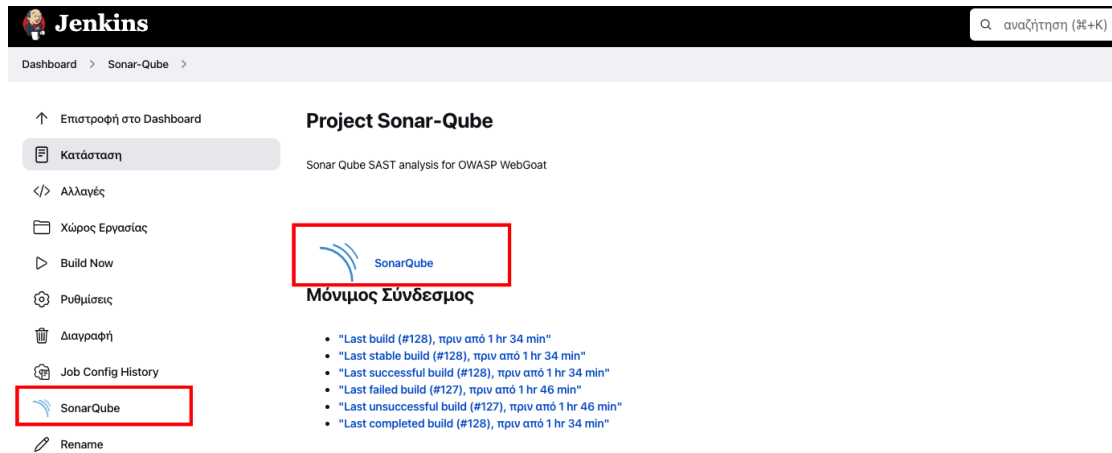 Jenkins
αναζήτηση (⌘+K)
Dashboard > Sonar-Qube >
Επιστροφή στο Dashboard
Κατάσταση
</> Αλλαγές
Χώρος Εργασίας
Build Now
Ρυθμίσεις
Διαγραφή
Job Config History
SonarQube
Rename
Project Sonar-Qube
Sonar Qube SAST analysis for OWASP WebGoat
SonarQube
Μόνιμος Σύνδεσμος
"Last build (#128), πριν από 1 hr 34 min"
"Last stable build (#128), πριν από 1 hr 34 min"
"Last successful build (#128), πριν από 1 hr 34 min"
"Last failed build (#127), πριν από 1 hr 46 min"
"Last unsuccessful build (#127), πριν από 1 hr 46 min"
"Last completed build (#128), πριν από 1 hr 34 min"